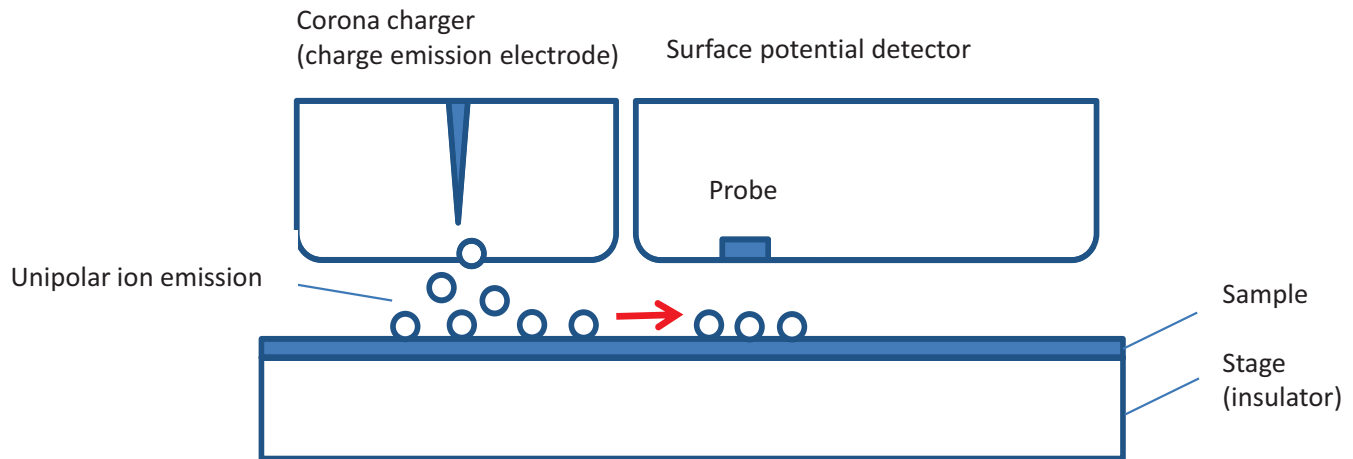 Corona charger
(charge emission electrode)
Surface potential detector
Probe
Unipolar ion emission
Sample
Stage
(insulator)